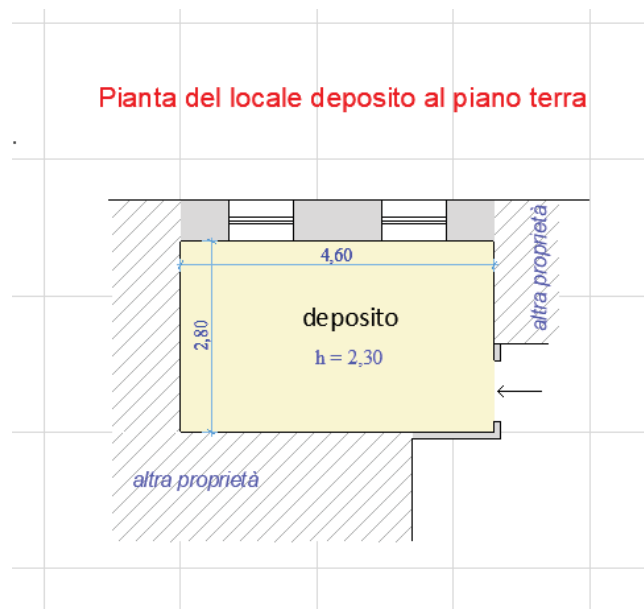 Pianta del locale deposito al piano terra
altra proprietà
4,60
2,80
deposito
h = 2,30
altra proprietà